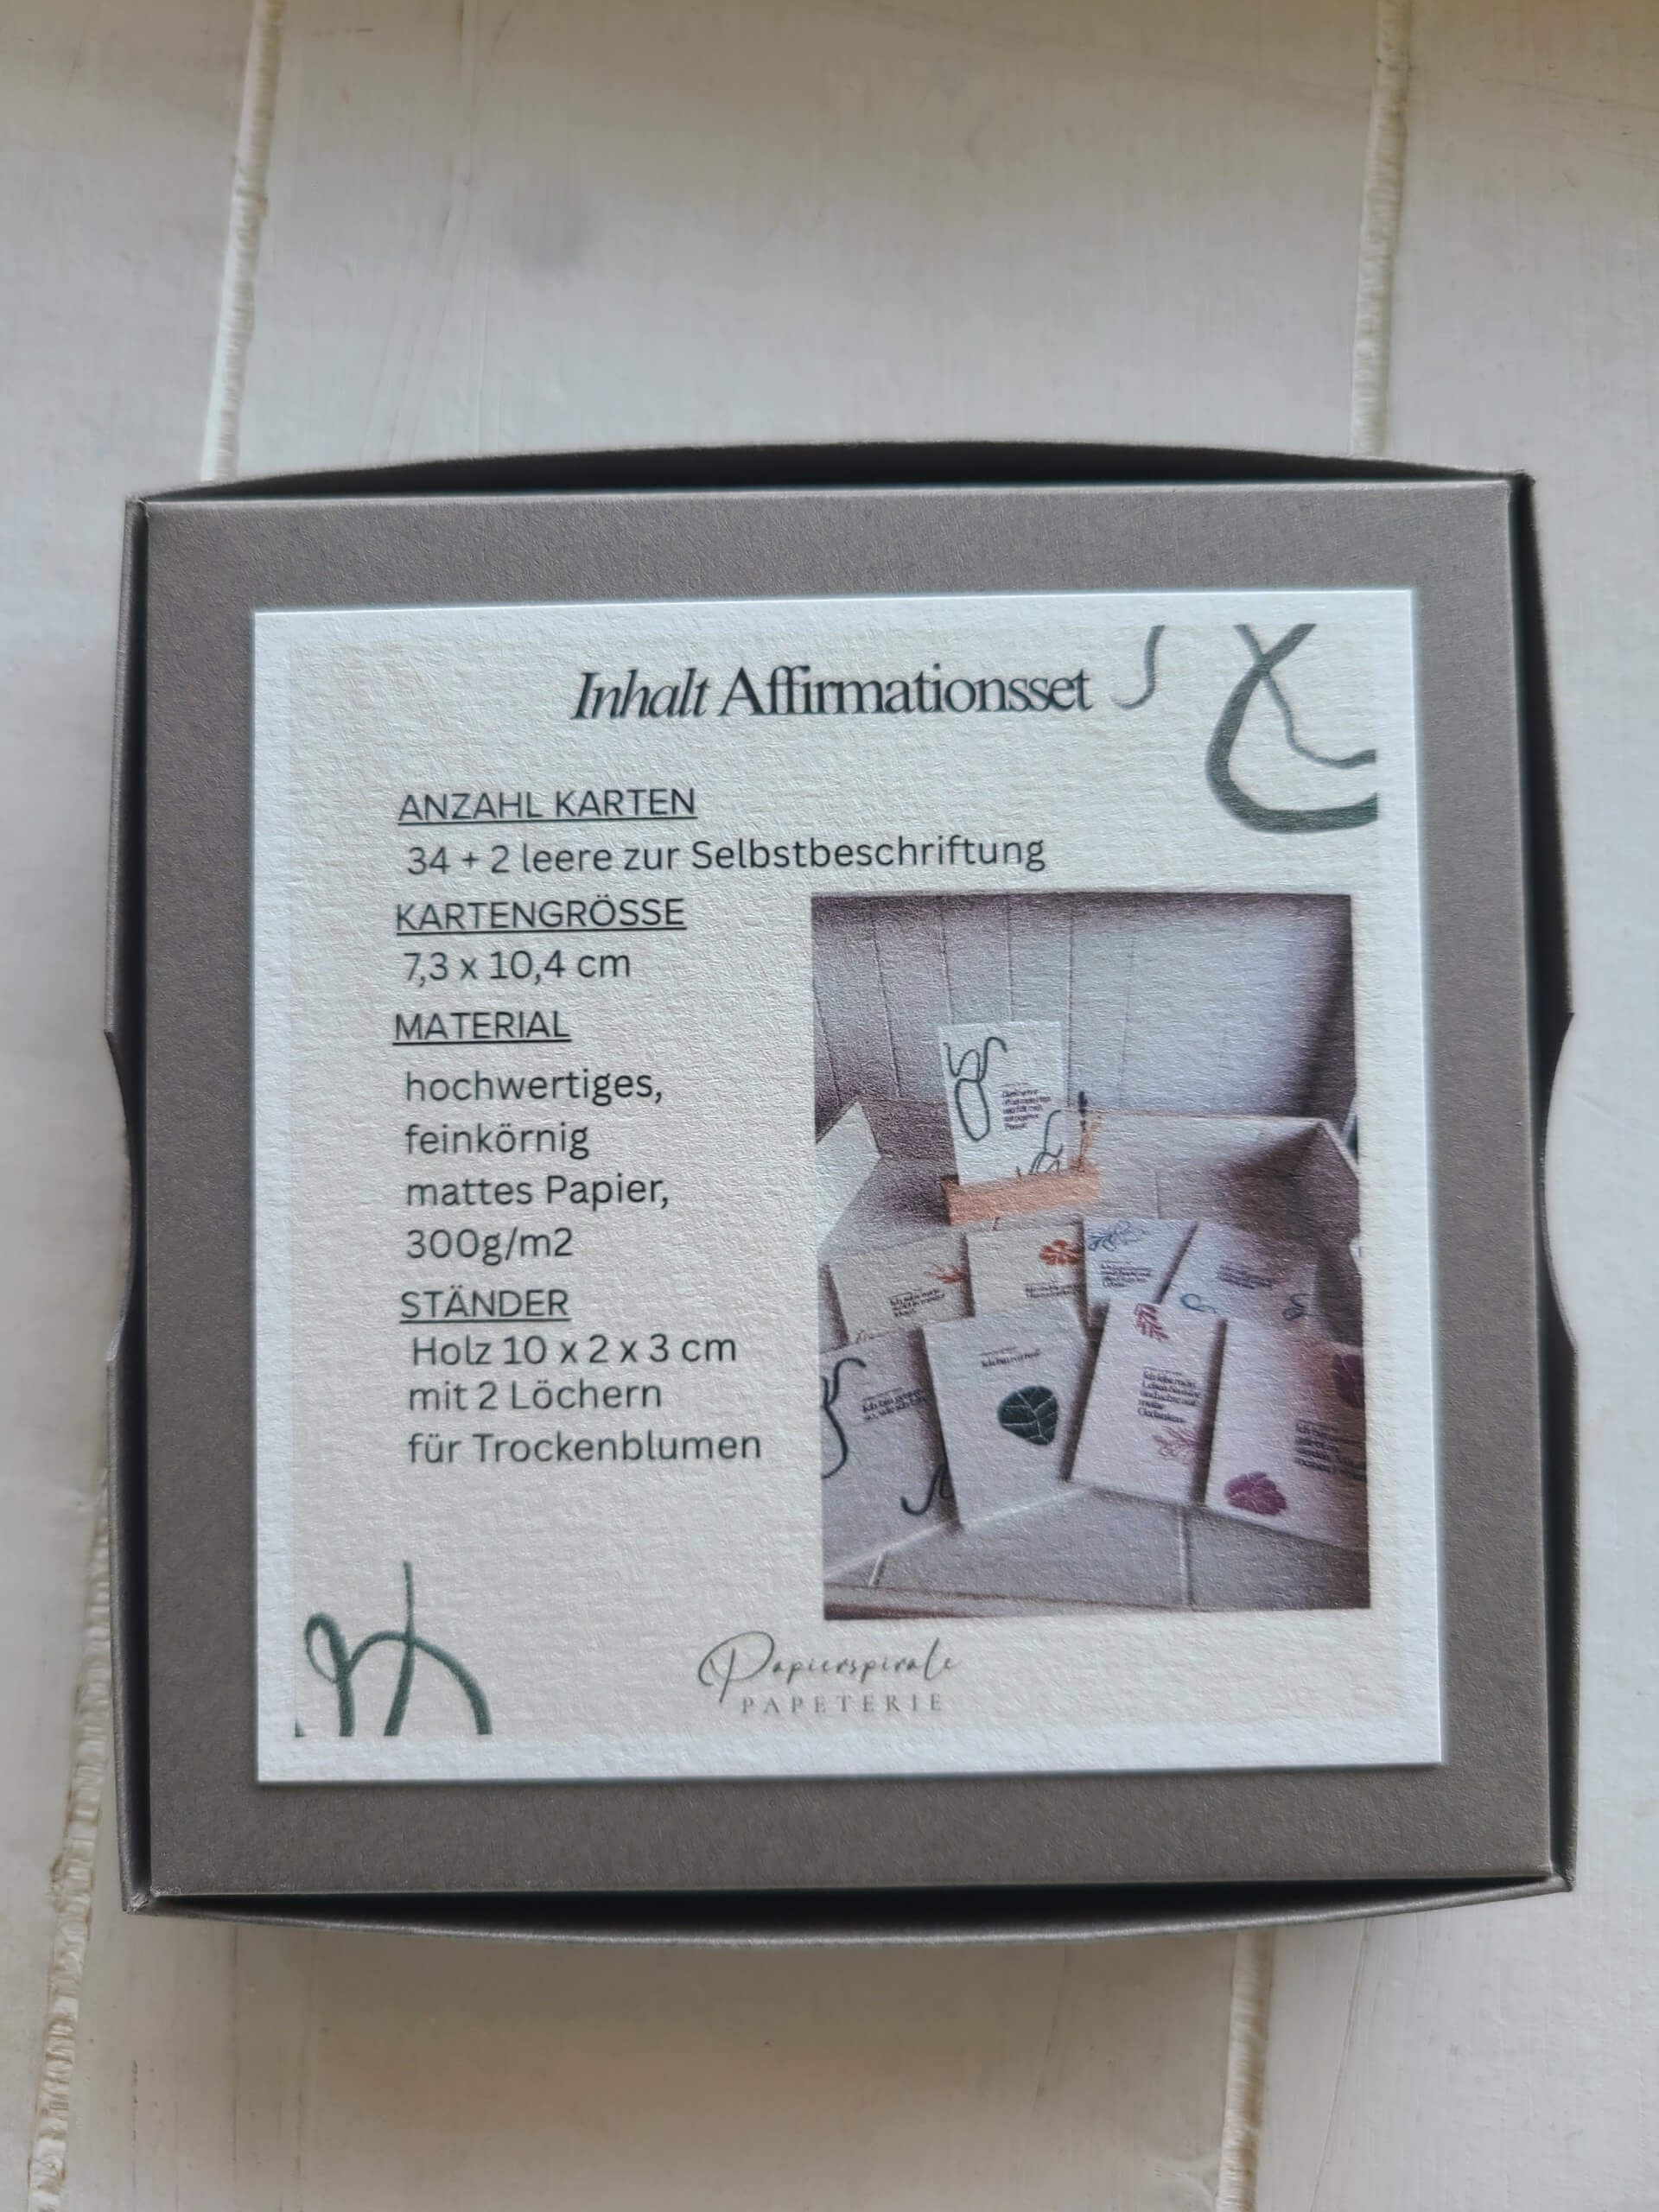 Inhalt Affirmationsset
ANZAHL KARTEN
34 + 2 leere zur Selbstbeschriftung
KARTENGRÖSSE
7,3 x 10,4 cm
MATERIAL
hochwertiges,
feinkörnig
mattes Papier,
300g/m2
STÄNDER
Holz 10 x 2 x 3 cm
mit 2 Löchern
für Trockenblumen
Papierspirale
PAPETERIE